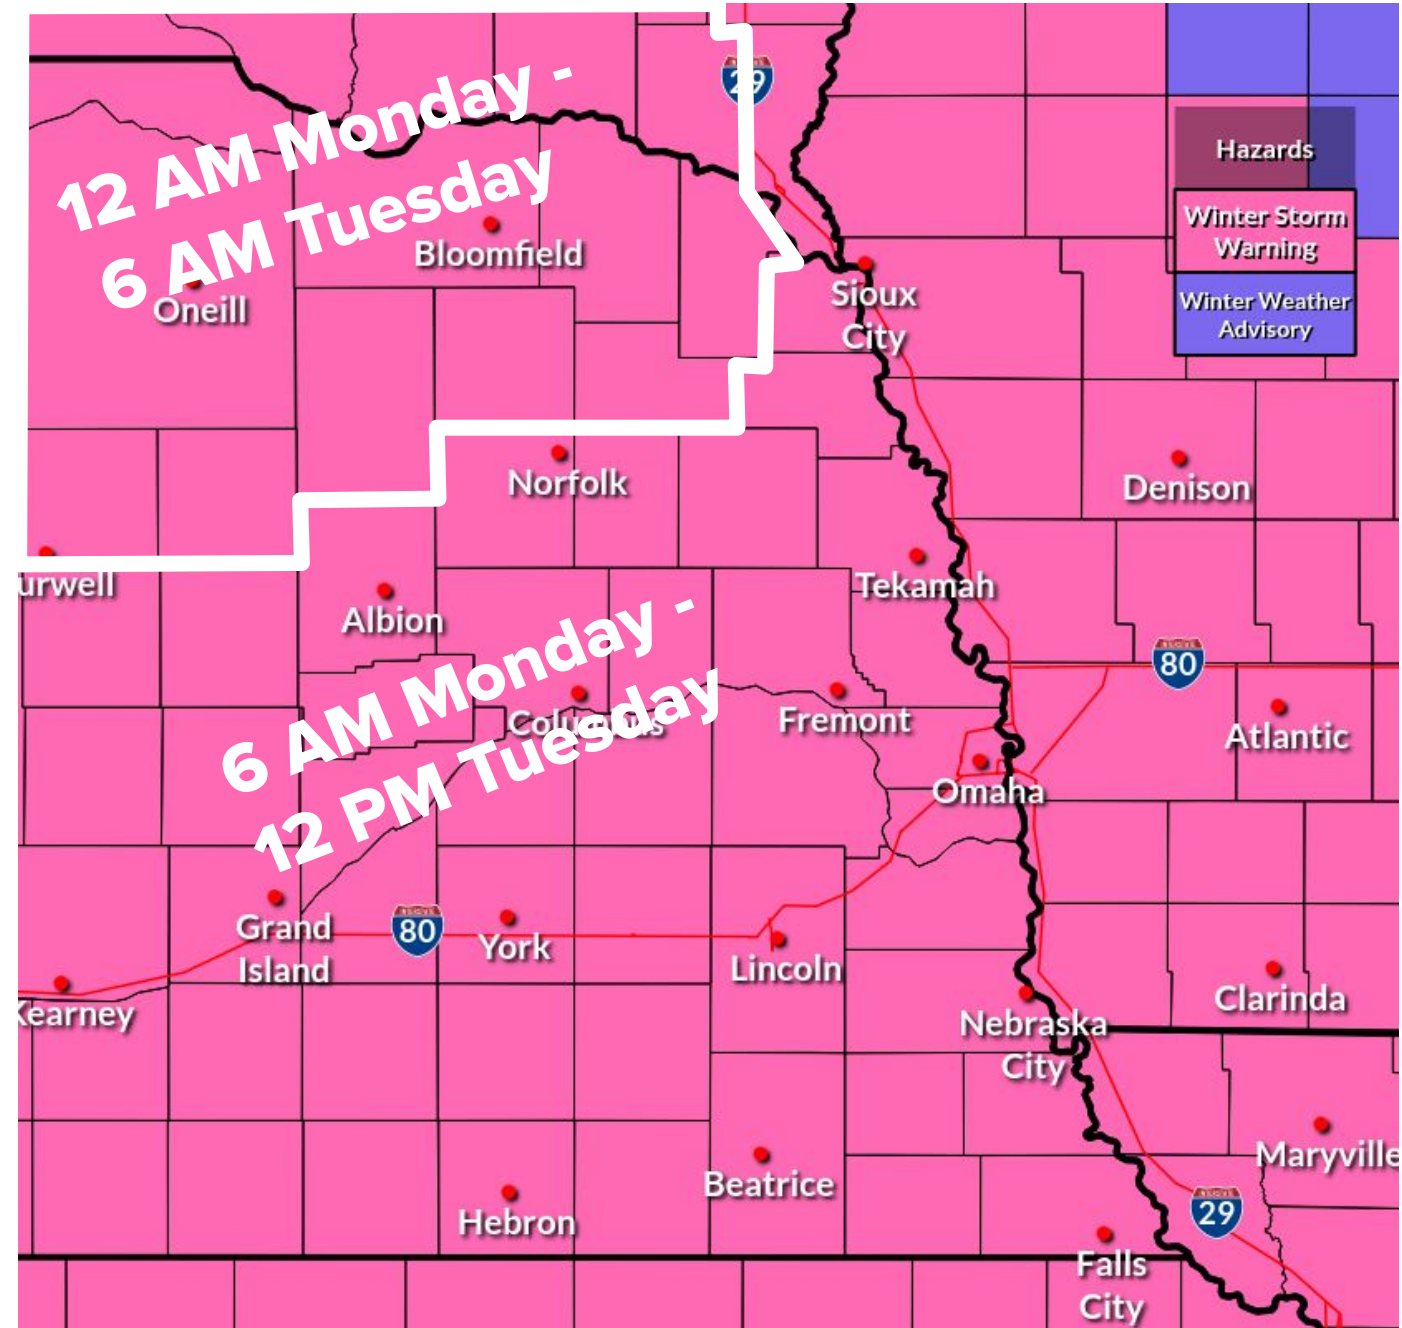 29
12 AM Monday -
6 AM Tuesday
Hazards
Winter Storm
Warning
Winter Weather
Advisory
Bloomfield
Oneill
Sioux
City
Norfolk
Denison
urwell
Albion
Tekamah
6 AM Monday -
12 PM Tuesday
80
Columbus
Fremont
Atlantic
Omaha
Grand
Island
80
York
Lincoln
Kearney
Clarinda
Nebraska
City
Maryville
Beatrice
Hebron
29
Falls
City